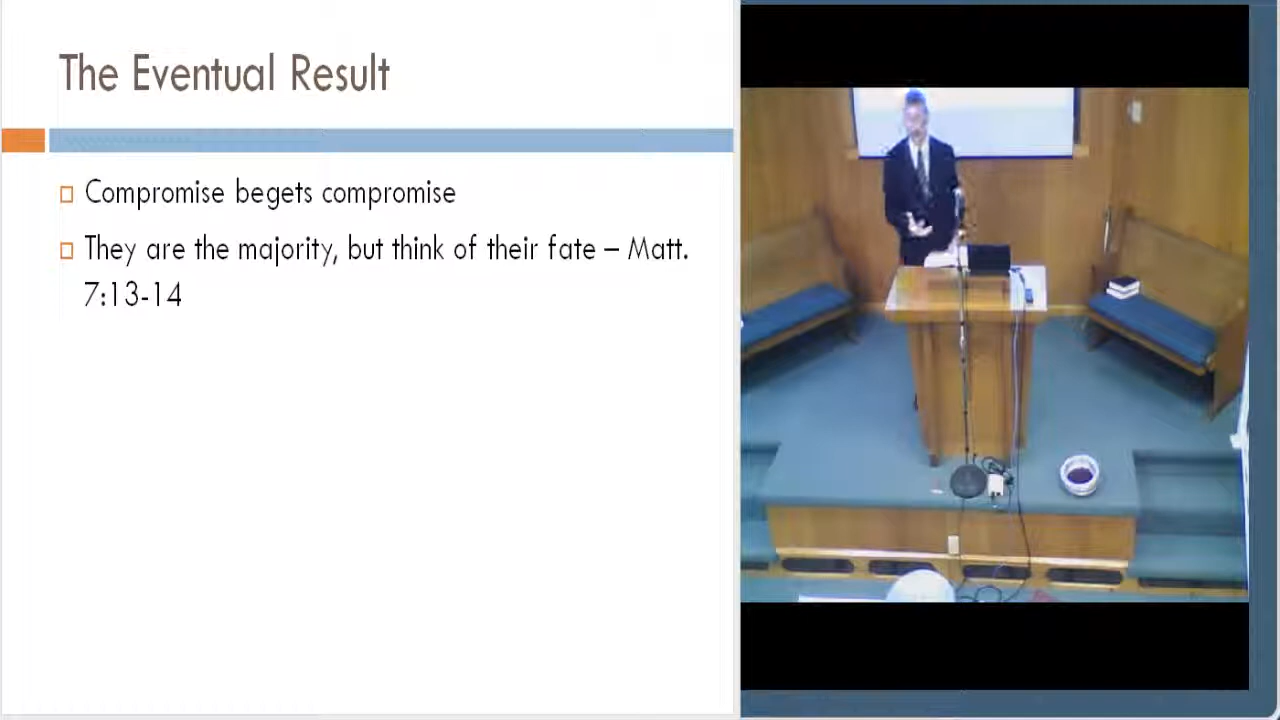 The Eventual Result
Compromise begets compromise
They are the majority, but think of their fate – Matt.
7:13-14